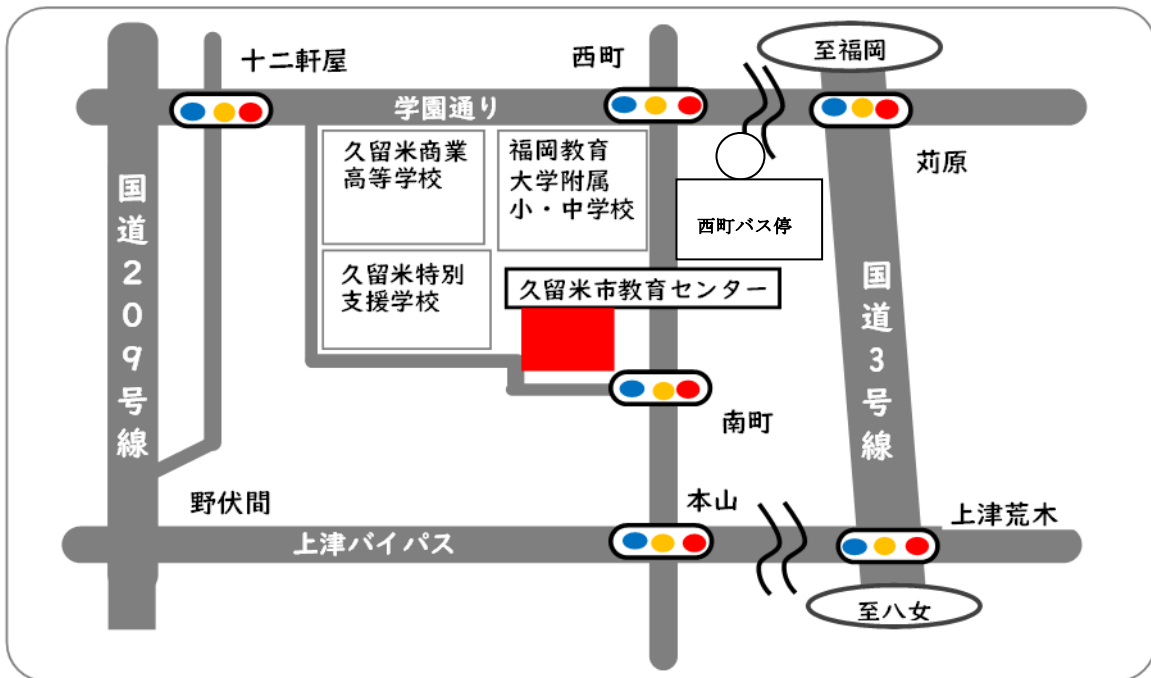 至福岡
十二軒屋
西町
学園通り
苅原
久留米商業
高等学校
福岡教育
大学附属
小・中学校
西町バス停
国道209号線
久留米特別
支援学校
久留米市教育センター
国道3号線
南町
野伏間
本山
上津荒木
上津バイパス
至八女